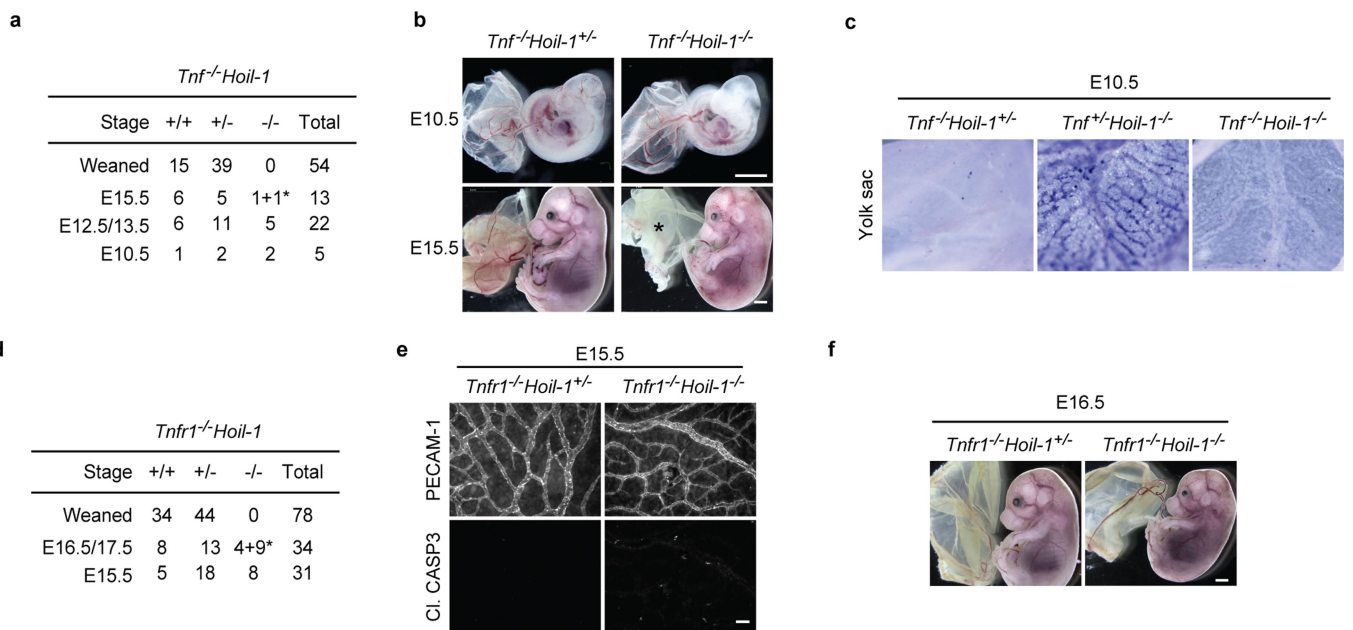 a
Tnf-/-Hoil-1
Stage +/+ +/- -/- Total
Weaned 15 39 0 54
E15.5 6 5 1+1* 13
E12.5/13.5 6 11 5 22
E10.5 1 2 2 5
b
Tnf-/-Hoil-1+/- Tnf-/-Hoil-1-/-
E10.5
E15.5
*
c
E10.5
Tnf-/-Hoil-1+/- Tnf+/-Hoil-1-/- Tnf-/-Hoil-1-/-
Yolk sac
d
Tnfr1-/-Hoil-1
Stage +/+ +/- -/- Total
Weaned 34 44 0 78
E16.5/17.5 8 13 4+9* 34
E15.5 5 18 8 31
e
E15.5
Tnfr1-/-Hoil-1+/- Tnfr1-/-Hoil-1-/-
PECAM-1
Cl. CASP3
f
E16.5
Tnfr1-/-Hoil-1+/- Tnfr1-/-Hoil-1-/-